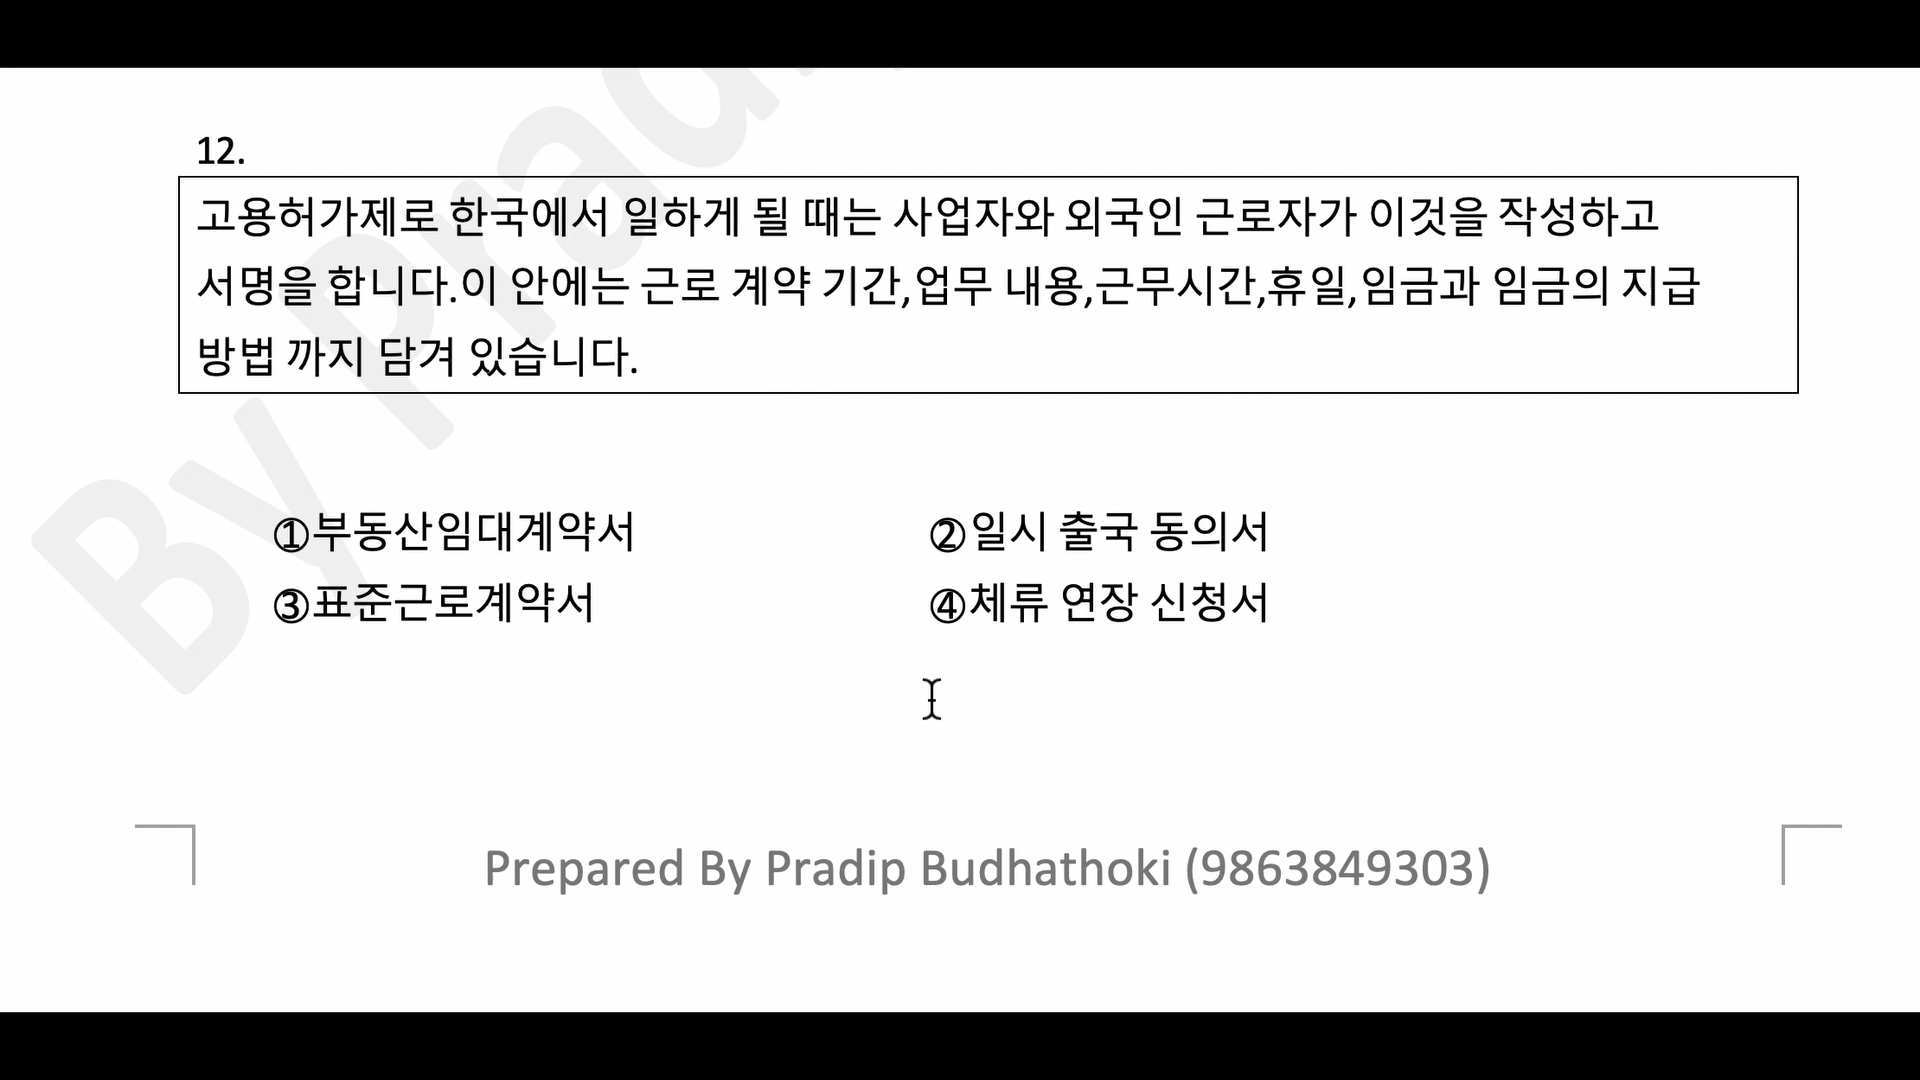 12.
고용허가제로 한국에서 일하게 될 때는 사업자와 외국인 근로자가 이것을 작성하고
서명을 합니다.이 안에는 근로 계약 기간,업무 내용,근무시간,휴일,임금과 임금의 지급
방법 까지 담겨 있습니다.
①부동산임대계약서 ②일시 출국 동의서
③표준근로계약서 ④체류 연장 신청서
Prepared By Pradip Budhathoki (9863849303)
By Prad